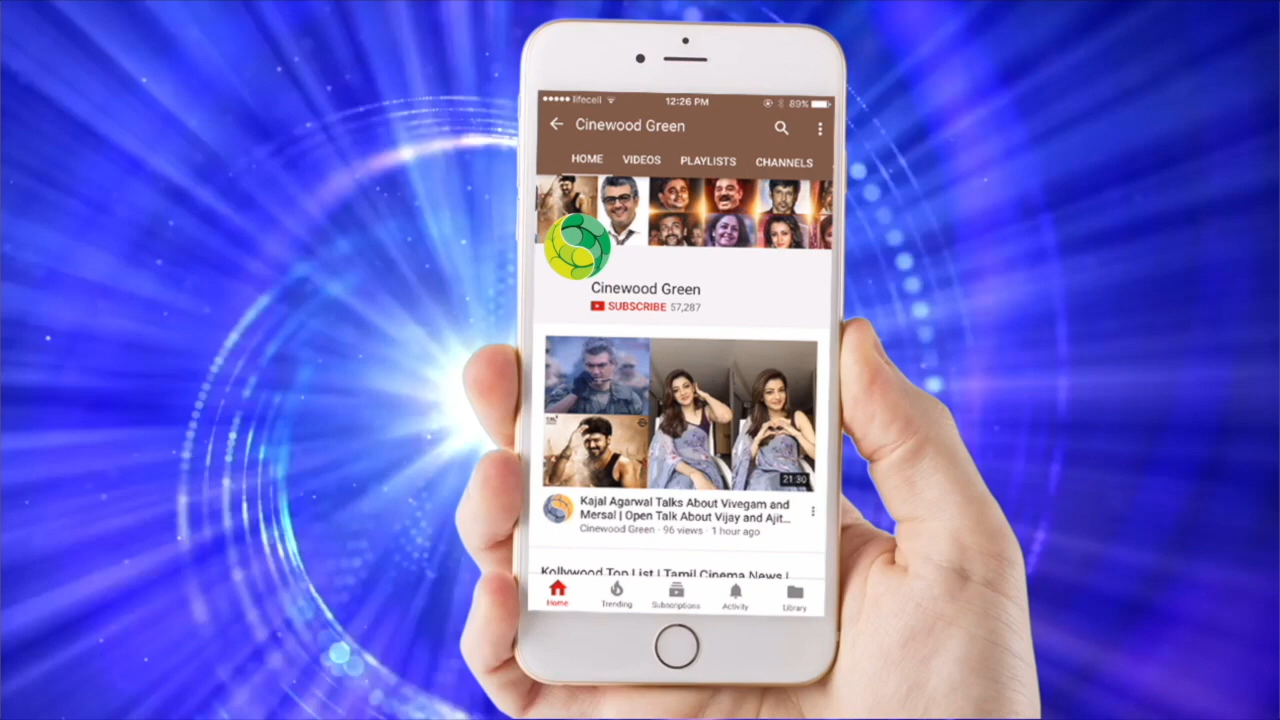 lifecell 12:26 PM 89%
Cinewood Green
HOME VIDEOS PLAYLISTS CHANNELS
Cinewood Green
SUBSCRIBE 57,287
21:30
Kajal Agarwal Talks About Vivegam and
Mersal | Open Talk About Vijay and Ajit...
Cinewood Green · 96 views · 1 hour ago
Kollywood Top List | Tamil Cinema News |
Home Trending Subscriptions Activity Library